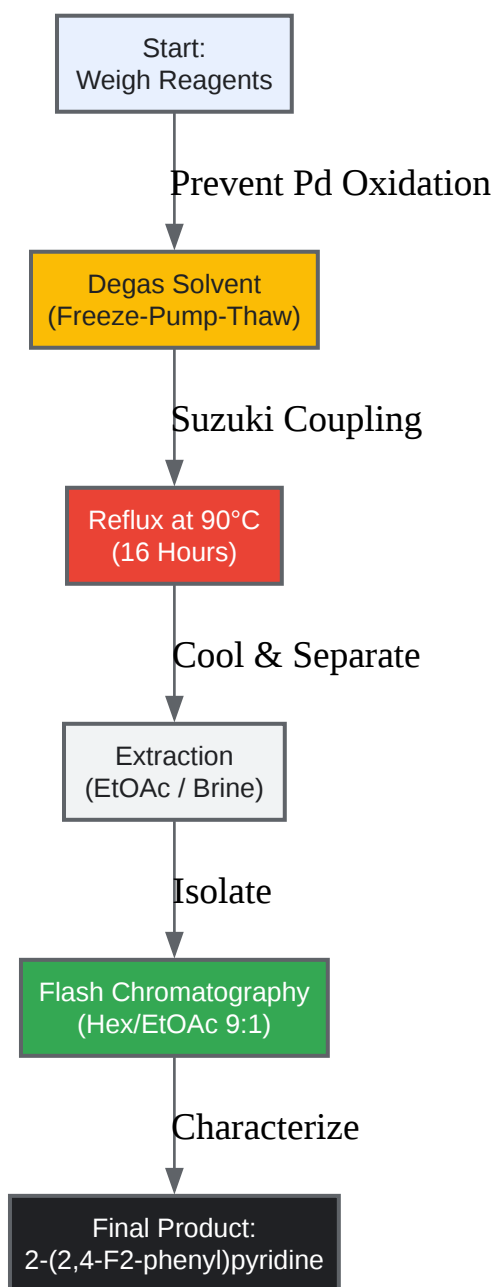 Start:
Weigh Reagents
Prevent Pd Oxidation
Degas Solvent
(Freeze-Pump-Thaw)
Suzuki Coupling
Reflux at 90°C
(16 Hours)
Cool & Separate
Extraction
(EtOAc / Brine)
Isolate
Flash Chromatography
(Hex/EtOAc 9:1)
Characterize
Final Product:
2-(2,4-F2-phenyl)pyridine